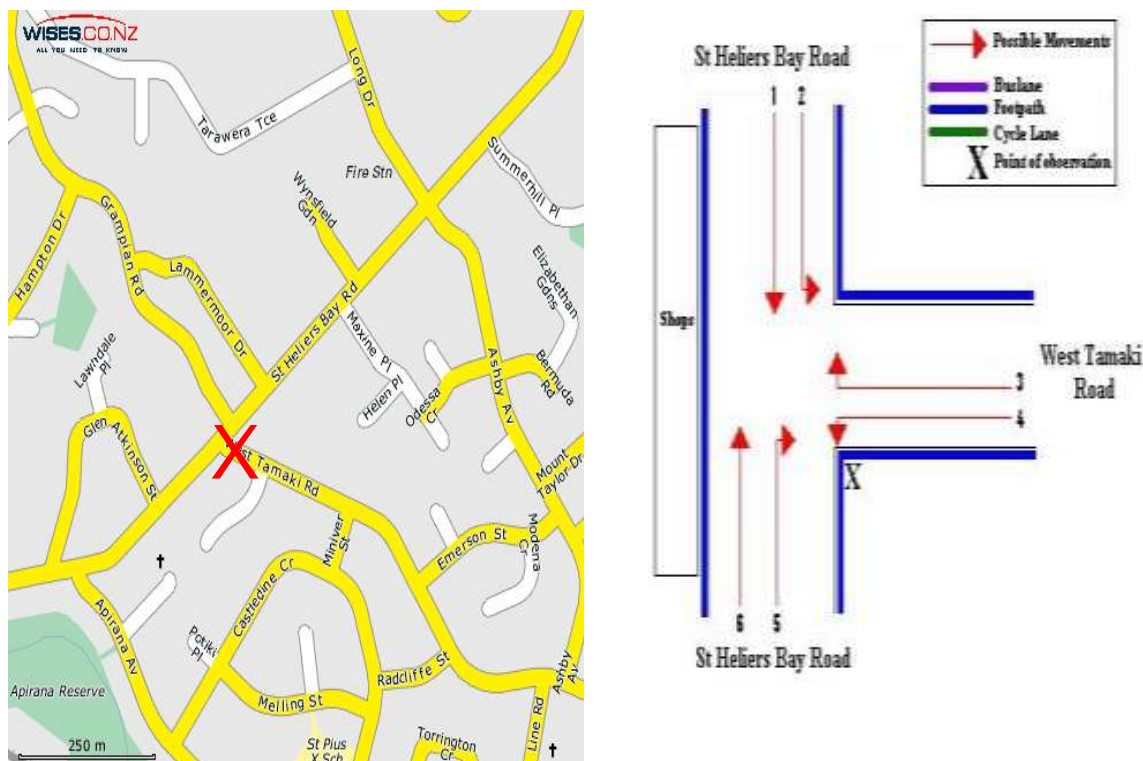 WISES.CO.NZ
ALL YOU NEED TO KNOW
Long Dr
Tarawera Tce
Fire Stn
Summerhill Pl
Wynsfield
Gdn
Hampton Dr
Grampian Rd
Lammermoor Dr
St Heliers Bay Rd
Elizabethan
Gdns
Maxine Pl
Lawndale
Pl
Helen Pl
Odessa
Cr
Ashby Av
Bermuda
Rd
Glen Atkinson St
X
st Tamaki Rd
Mount
Taylor Dr
Miniver
St
Emerson St
Modena
Cr
Castledine Cr
Apirana Av
Potiki
Pl
Radcliffe St
Melling St
Apirana Reserve
Line Rd
Ashby
Av
250 m
St Pius
X Sch
Torrington
Cr
St Heliers Bay Road
1 2
Possible Movements
Buslane
Footpath
Cycle Lane
X Point of observation
Shops
West Tamaki
Road
3
4
X
6 5
St Heliers Bay Road